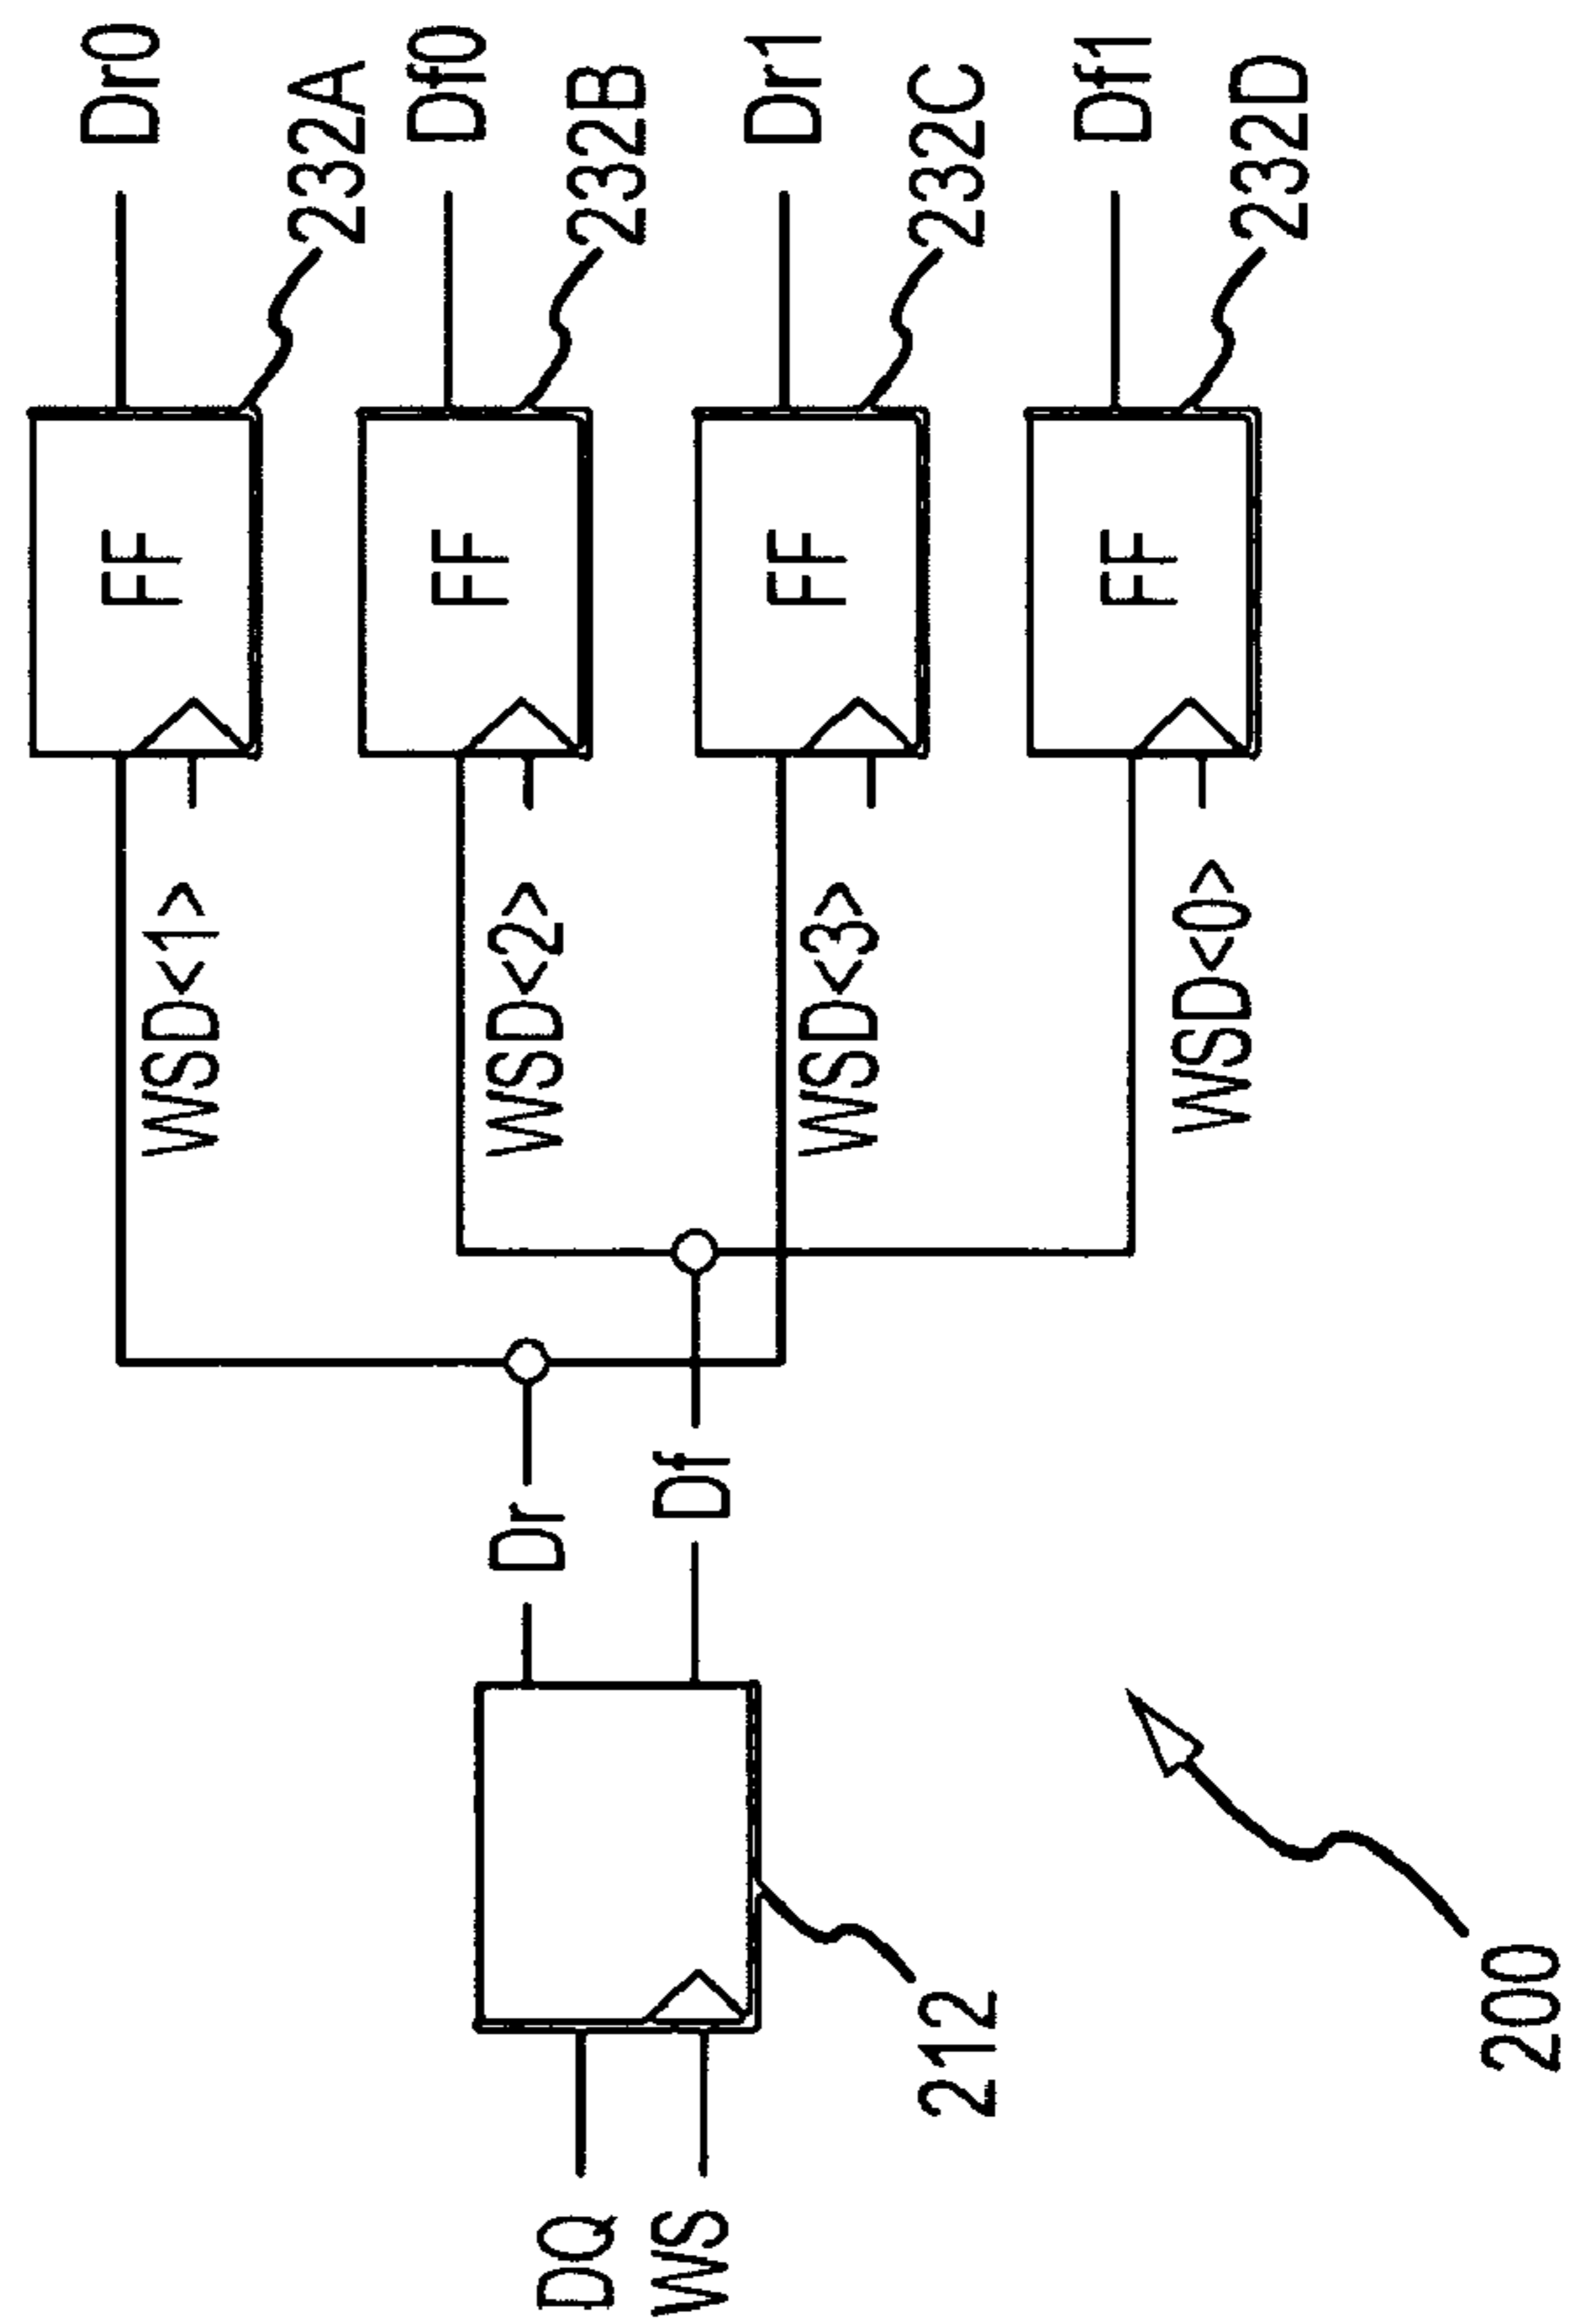 DQ
WS
212
Dr
Df
WSD<1>
FF
232A
Dr0
WSD<2>
FF
232B
Df0
WSD<3>
FF
232C
Dr1
WSD<0>
FF
232D
Df1
200